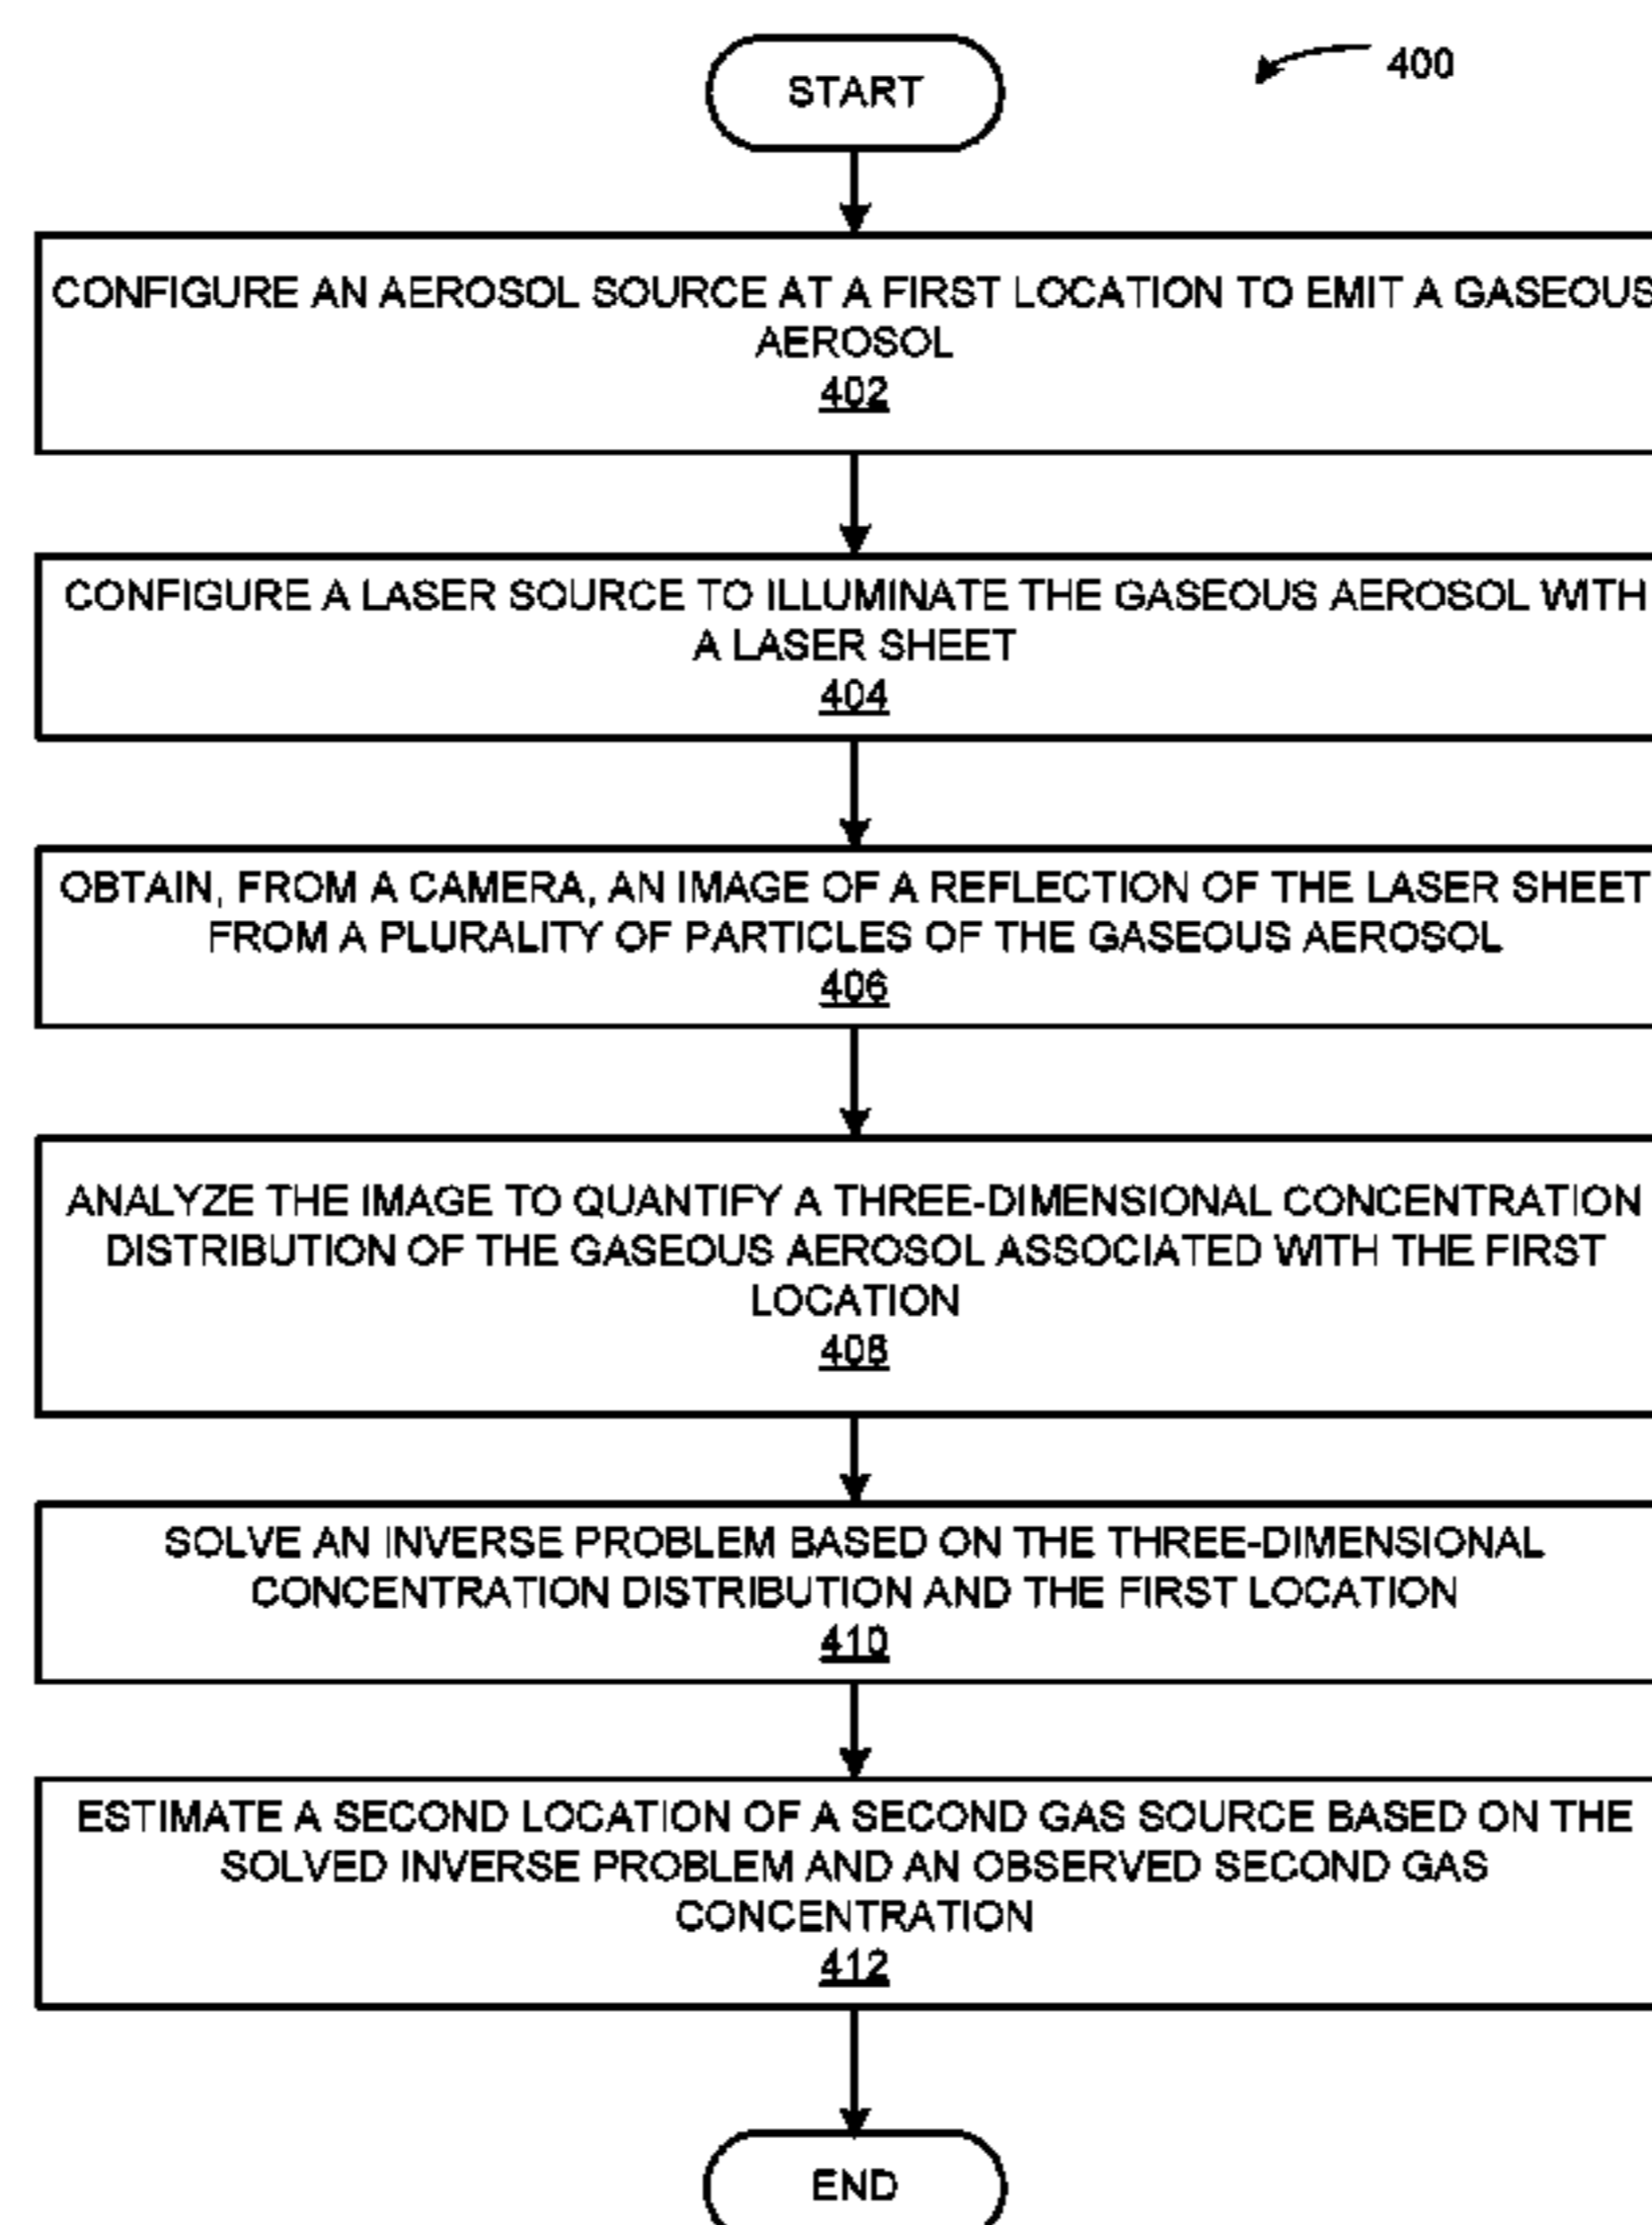 START
400
CONFIGURE AN AEROSOL SOURCE AT A FIRST LOCATION TO EMIT A GASEOUS
AEROSOL
402
CONFIGURE A LASER SOURCE TO ILLUMINATE THE GASEOUS AEROSOL WITH
A LASER SHEET
404
OBTAIN, FROM A CAMERA, AN IMAGE OF A REFLECTION OF THE LASER SHEET
FROM A PLURALITY OF PARTICLES OF THE GASEOUS AEROSOL
406
ANALYZE THE IMAGE TO QUANTIFY A THREE-DIMENSIONAL CONCENTRATION
DISTRIBUTION OF THE GASEOUS AEROSOL ASSOCIATED WITH THE FIRST
LOCATION
408
SOLVE AN INVERSE PROBLEM BASED ON THE THREE-DIMENSIONAL
CONCENTRATION DISTRIBUTION AND THE FIRST LOCATION
410
ESTIMATE A SECOND LOCATION OF A SECOND GAS SOURCE BASED ON THE
SOLVED INVERSE PROBLEM AND AN OBSERVED SECOND GAS
CONCENTRATION
412
END